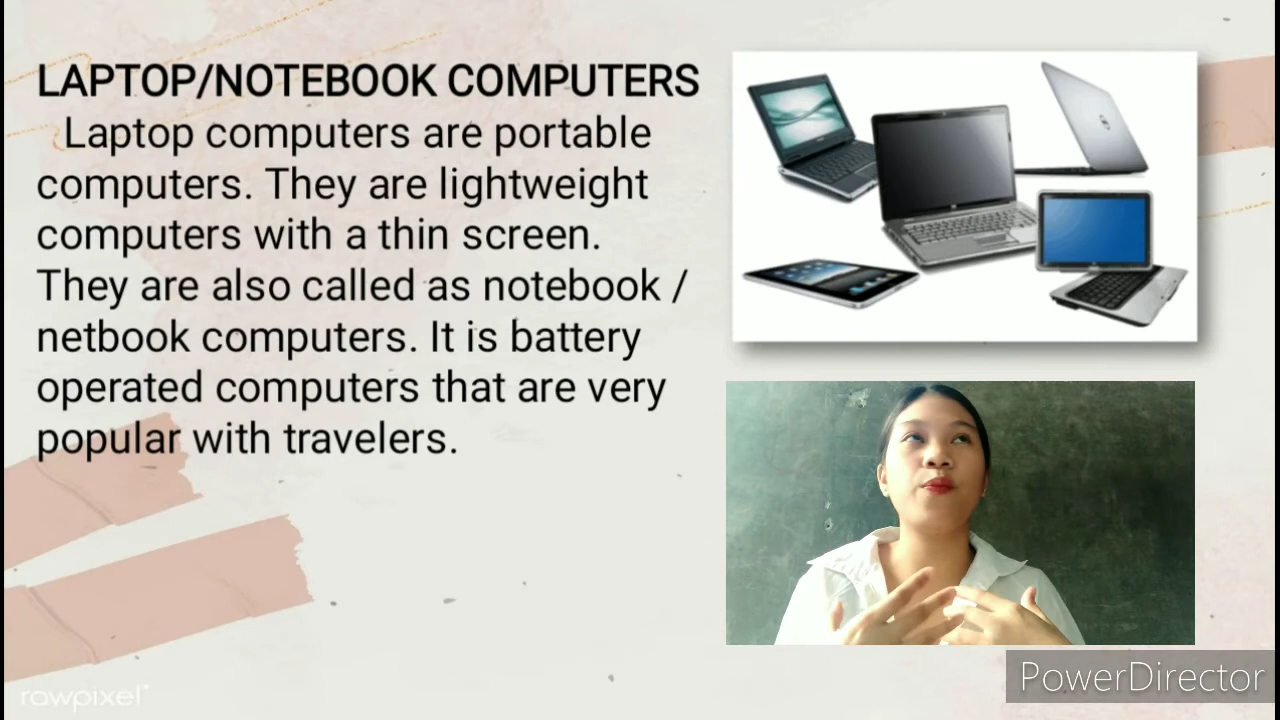 LAPTOP/NOTEBOOK COMPUTERS
Laptop computers are portable
computers. They are lightweight
computers with a thin screen.
They are also called as notebook /
netbook computers. It is battery
operated computers that are very
popular with travelers.
rawpixel
PowerDirector